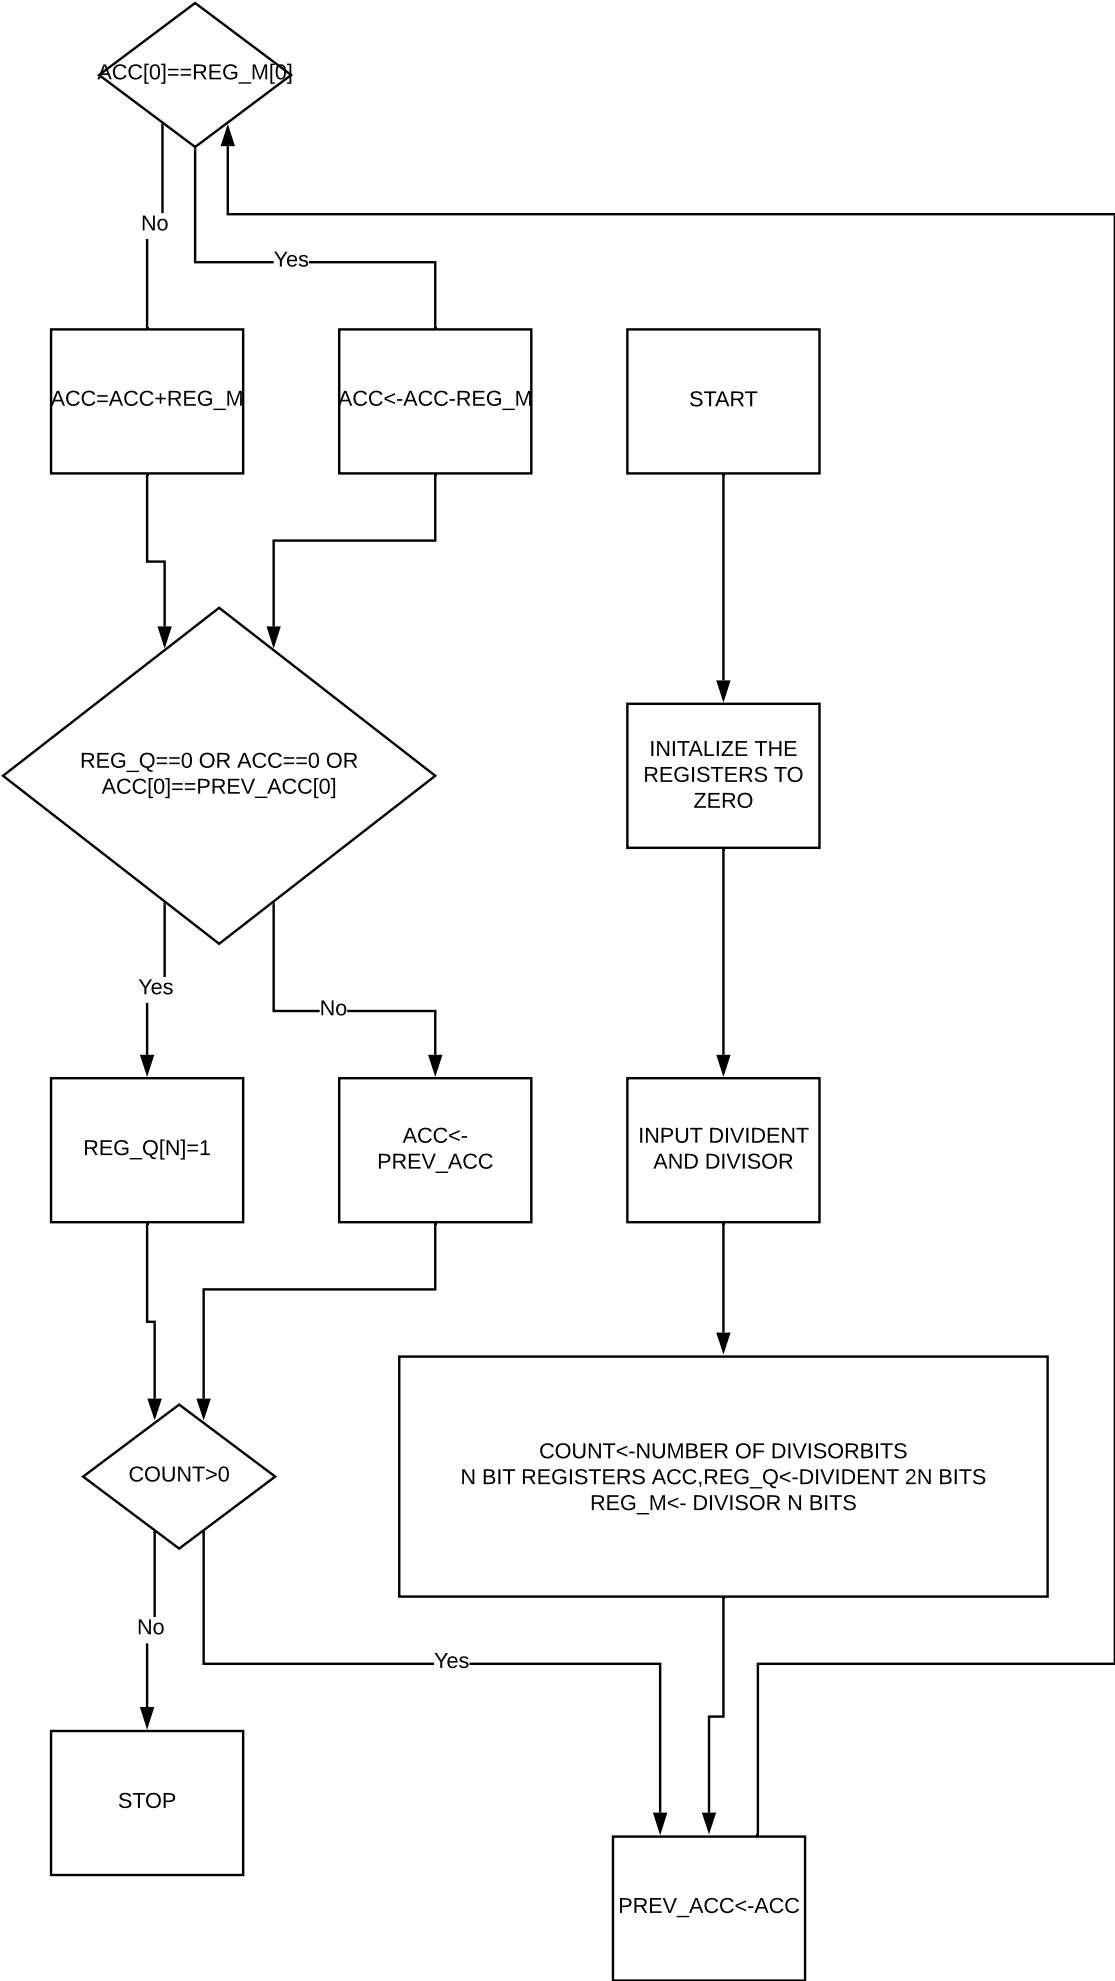 ACC[0]==REG_M[0]
No
Yes
ACC=ACC+REG_M
ACC<-ACC-REG_M
START
REG_Q==0 OR ACC==0 OR
ACC[0]==PREV_ACC[0]
INITALIZE THE
REGISTERS TO
ZERO
Yes
No
REG_Q[N]=1
ACC<-
PREV_ACC
INPUT DIVIDENT
AND DIVISOR
COUNT>0
COUNT<-NUMBER OF DIVISORBITS
N BIT REGISTERS ACC,REG_Q<-DIVIDENT 2N BITS
REG_M<- DIVISOR N BITS
No
Yes
STOP
PREV_ACC<-ACC